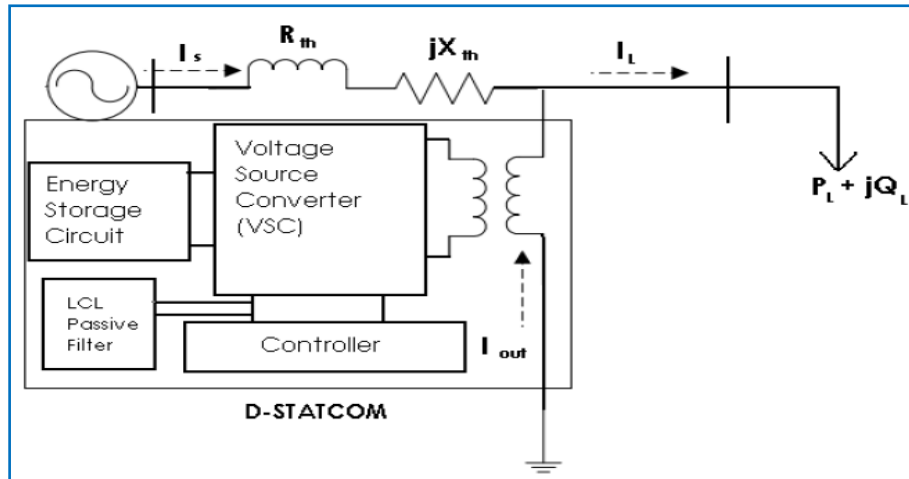 I s
R th
jX th
I L
P L + jQ L
Voltage
Source
Converter
(VSC)
Energy
Storage
Circuit
LCL
Passive
Filter
Controller
I out
D-STATCOM